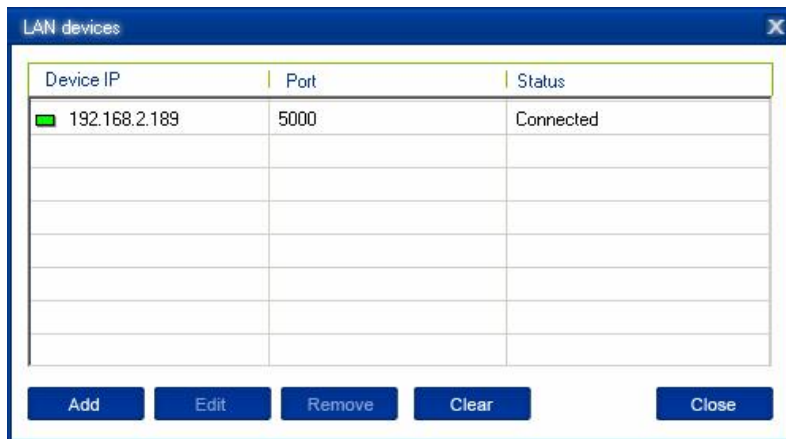 LAN devices X
Device IP Port Status
192.168.2.189 5000 Connected
Add Edit Remove Clear Close